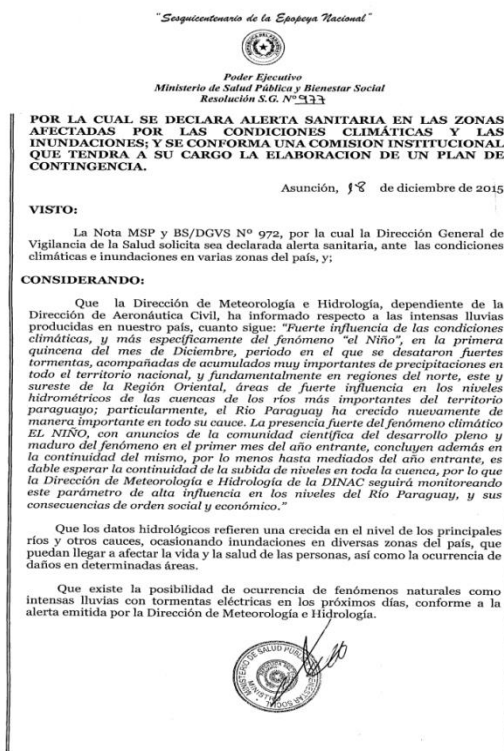 "Sesquicentenario de la Epopeya Nacional"
Poder Ejecutivo
Ministerio de Salud Pública y Bienestar Social
Resolución S.G. Nº 977
POR LA CUAL SE DECLARA ALERTA SANITARIA EN LAS ZONAS
AFECTADAS POR LAS CONDICIONES CLIMÁTICAS Y LAS
INUNDACIONES; Y SE CONFORMA UNA COMISION INSTITUCIONAL
QUE TENDRA A SU CARGO LA ELABORACION DE UN PLAN DE
CONTINGENCIA.
Asunción, 18 de diciembre de 2015
VISTO:
La Nota MSP y BS/DGVS Nº 972, por la cual la Dirección General de
Vigilancia de la Salud solicita sea declarada alerta sanitaria, ante las condiciones
climáticas e inundaciones en varias zonas del país, y;
CONSIDERANDO:
Que la Dirección de Meteorología e Hidrología, dependiente de la
Dirección de Aeronáutica Civil, ha informado respecto a las intensas lluvias
producidas en nuestro país, cuanto sigue: "Fuerte influencia de las condiciones
climáticas, y más específicamente del fenómeno "el Niño", en la primera
quincena del mes de Diciembre, periodo en el que se desataron fuertes
tormentas, acompañadas de acumulados muy importantes de precipitaciones en
todo el territorio nacional, y fundamentalmente en regiones del norte, este y
sureste de la Región Oriental, áreas de fuerte influencia en los niveles
hidrométricos de las cuencas de los ríos más importantes del territorio
paraguayo; particularmente, el Rio Paraguay ha crecido nuevamente de
manera importante en todo su cauce. La presencia fuerte del fenómeno climático
EL NIÑO, con anuncios de la comunidad científica del desarrollo pleno y
maduro del fenómeno en el primer mes del año entrante, concluyen además en
la continuidad del mismo, por lo menos hasta mediados del año entrante, es
dable esperar la continuidad de la subida de niveles en toda la cuenca, por lo que
la Dirección de Meteorología e Hidrología de la DINAC seguirá monitoreando
este parámetro de alta influencia en los niveles del Río Paraguay, y sus
consecuencias de orden social y económico."
Que los datos hidrológicos refieren una crecida en el nivel de los principales
ríos y otros cauces, ocasionando inundaciones en diversas zonas del país, que
puedan llegar a afectar la vida y la salud de las personas, así como la ocurrencia de
daños en determinadas áreas.
Que existe la posibilidad de ocurrencia de fenómenos naturales como
intensas lluvias con tormentas eléctricas en los próximos días, conforme a la
alerta emitida por la Dirección de Meteorología e Hidrología.